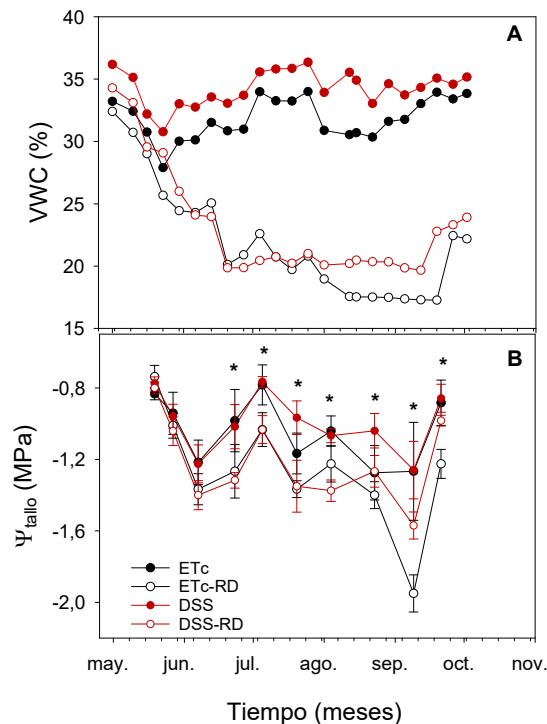 40
A
35
30
VWC (%)
25
20
15
B
* * * * * * *
-0,8
-1,2
Ψtallo (MPa)
-1,6
-2,0
ETc
ETc-RD
DSS
DSS-RD
may. jun. jul. ago. sep. oct. nov.
Tiempo (meses)